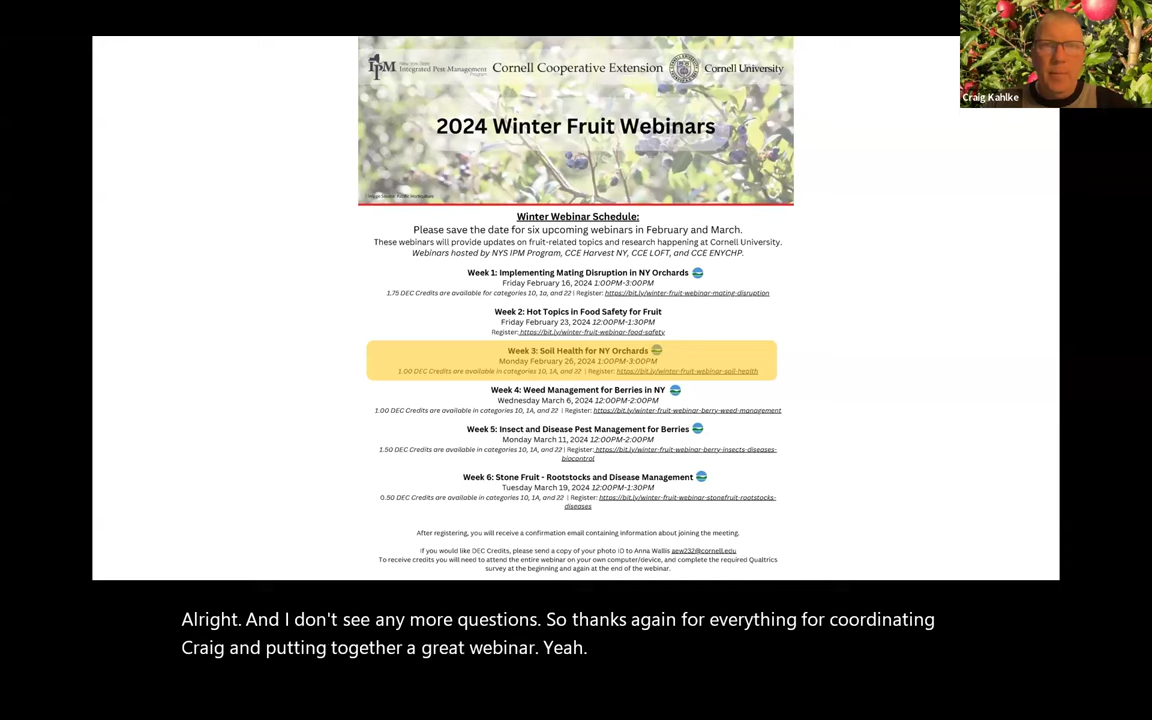 Craig Kahlke
IPM
New York State
Integrated Pest Management
Program
Cornell Cooperative Extension
Cornell University
2024 Winter Fruit Webinars
Winter Webinar Schedule:
Please save the date for six upcoming webinars in February and March.
These webinars will provide updates on fruit-related topics and research happening at Cornell University.
Webinars hosted by NYS IPM Program, CCE Harvest NY, CCE LOFT, and CCE ENYCHP.
Week 1: Implementing Mating Disruption in NY Orchards
Friday February 16, 2024 1:00PM-3:00PM
1.75 DEC Credits are available for categories 10, 1a, and 22 | Register: https://bit.ly/winter-fruit-webinar-mating-disruption
Week 2: Hot Topics in Food Safety for Fruit
Friday February 23, 2024 12:00PM-1:30PM
Register: https://bit.ly/winter-fruit-webinar-food-safety
Week 3: Soil Health for NY Orchards
Monday February 26, 2024 1:00PM-3:00PM
1.00 DEC Credits are available in categories 10, 1A, and 22 | Register: https://bit.ly/winter-fruit-webinar-soil-health
Week 4: Weed Management for Berries in NY
Wednesday March 6, 2024 12:00PM-2:00PM
1.00 DEC Credits are available in categories 10, 1A, and 22 | Register: https://bit.ly/winter-fruit-webinar-berry-weed-management
Week 5: Insect and Disease Pest Management for Berries
Monday March 11, 2024 12:00PM-2:00PM
1.50 DEC Credits are available in categories 10, 1A, and 22 | Register: https://bit.ly/winter-fruit-webinar-berry-insects-diseases-
biocontrol
Week 6: Stone Fruit - Rootstocks and Disease Management
Tuesday March 19, 2024 12:00PM-1:30PM
0.50 DEC Credits are available in categories 10, 1A, and 22 | Register: https://bit.ly/winter-fruit-webinar-stonefruit-rootstocks-
diseases
After registering, you will receive a confirmation email containing information about joining the meeting.
If you would like DEC Credits, please send a copy of your photo ID to Anna Wallis aew232@cornell.edu
To receive credits you will need to attend the entire webinar on your own computer/device, and complete the required Qualtrics
survey at the beginning and again at the end of the webinar.
Alright. And I don't see any more questions. So thanks again for everything for coordinating
Craig and putting together a great webinar. Yeah.